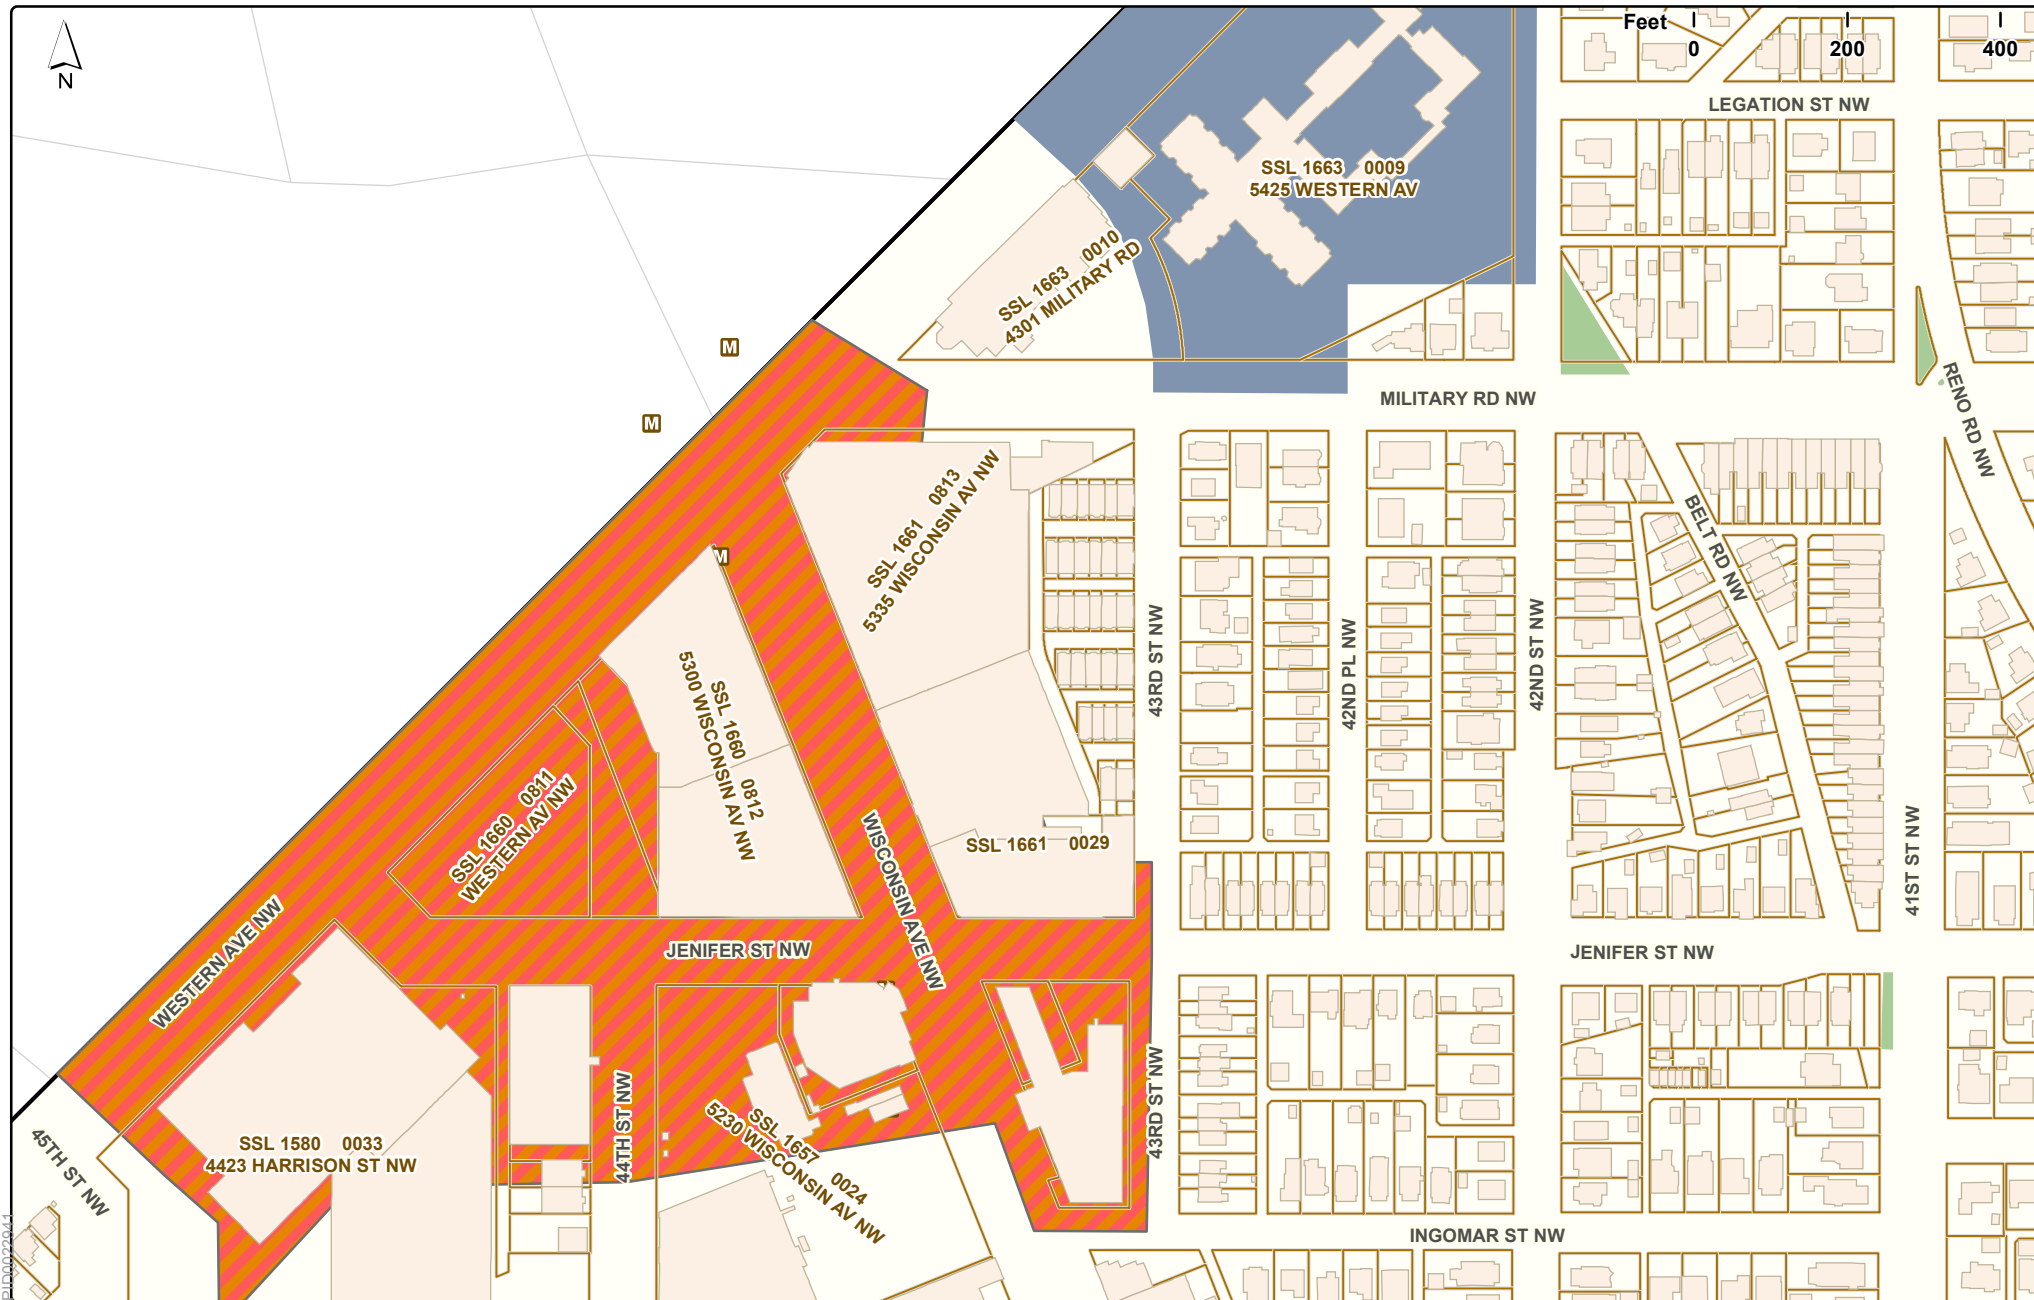 N
Feet
0 200 400
LEGATION ST NW
SSL 1663 0009
5425 WESTERN AV
SSL 1663 0010
4301 MILITARY RD
M
M
M
MILITARY RD NW
RENO RD NW
SSL 1661 0813
5335 WISCONSIN AV NW
BELT RD NW
43RD ST NW
42ND PL NW
42ND ST NW
SSL 1660 0812
5300 WISCONSIN AV NW
SSL 1660 0811
WESTERN AV NW
SSL 1661 0029
WISCONSIN AVE NW
41ST ST NW
WESTERN AVE NW
JENIFER ST NW
JENIFER ST NW
44TH ST NW
43RD ST NW
45TH ST NW
SSL 1580 0033
4423 HARRISON ST NW
SSL 1657 0024
5230 WISCONSIN AV NW
INGOMAR ST NW